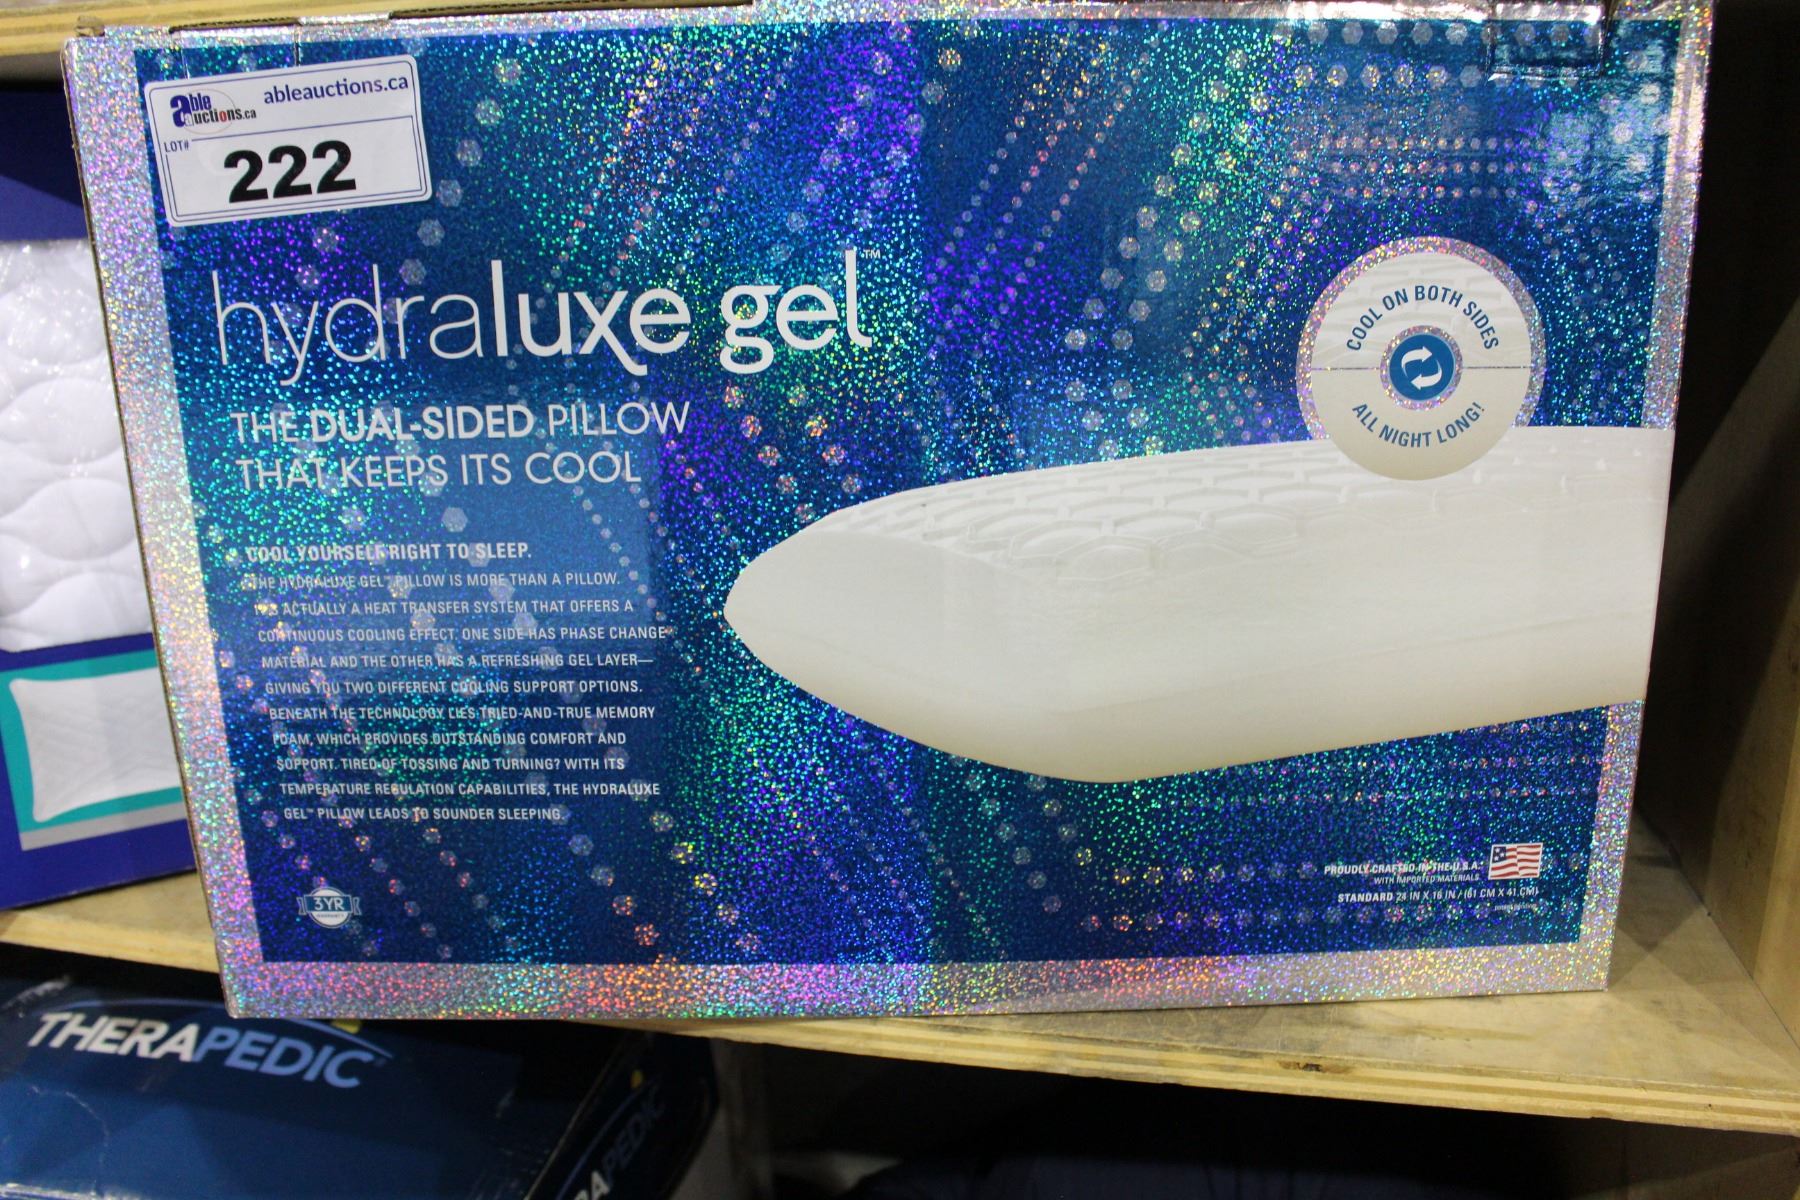 able auctions.ca
ableauctions.ca
LOT#
222
hydraluxe gel™
THE DUAL-SIDED PILLOW
THAT KEEPS ITS COOL
COOL YOURSELF RIGHT TO SLEEP.
THE HYDRALUXE GEL™ PILLOW IS MORE THAN A PILLOW.
IT'S ACTUALLY A HEAT TRANSFER SYSTEM THAT OFFERS A
CONTINUOUS COOLING EFFECT. ONE SIDE HAS PHASE CHANGE
MATERIAL AND THE OTHER HAS A REFRESHING GEL LAYER—
GIVING YOU TWO DIFFERENT COOLING SUPPORT OPTIONS.
BENEATH THE TECHNOLOGY LIES TRIED-AND-TRUE MEMORY
FOAM, WHICH PROVIDES OUTSTANDING COMFORT AND
SUPPORT. TIRED OF TOSSING AND TURNING? WITH ITS
TEMPERATURE REGULATION CAPABILITIES, THE HYDRALUXE
GEL™ PILLOW LEADS TO SOUNDER SLEEPING.
3 YR
WARRANTY
COOL ON BOTH SIDES
ALL NIGHT LONG!
PROUDLY CRAFTED IN THE U.S.A.*
WITH IMPORTED MATERIALS
STANDARD 24 IN X 16 IN / (61 CM X 41 CM)
THERAPEDIC
RAPEDIC